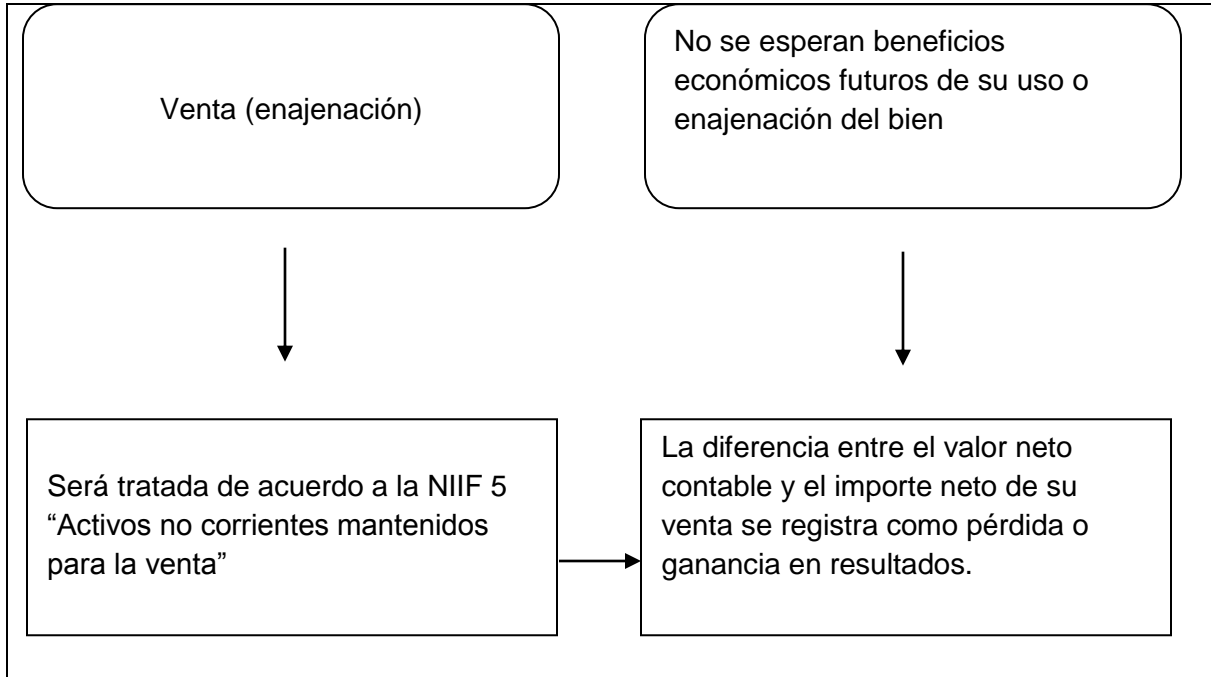 Venta (enajenación)
No se esperan beneficios
económicos futuros de su uso o
enajenación del bien
Será tratada de acuerdo a la NIIF 5
“Activos no corrientes mantenidos
para la venta”
La diferencia entre el valor neto
contable y el importe neto de su
venta se registra como pérdida o
ganancia en resultados.